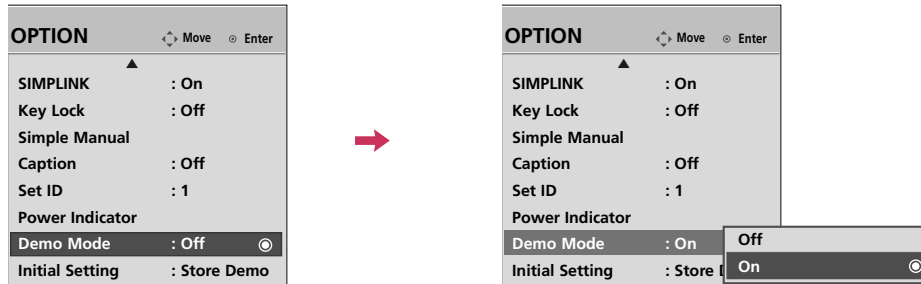 OPTION Move Enter
SIMPLINK : On
Key Lock : Off
Simple Manual
Caption : Off
Set ID : 1
Power Indicator
Demo Mode : Off
Initial Setting : Store Demo
OPTION Move Enter
SIMPLINK : On
Key Lock : Off
Simple Manual
Caption : Off
Set ID : 1
Power Indicator
Demo Mode : On
Initial Setting : Store
Off
On